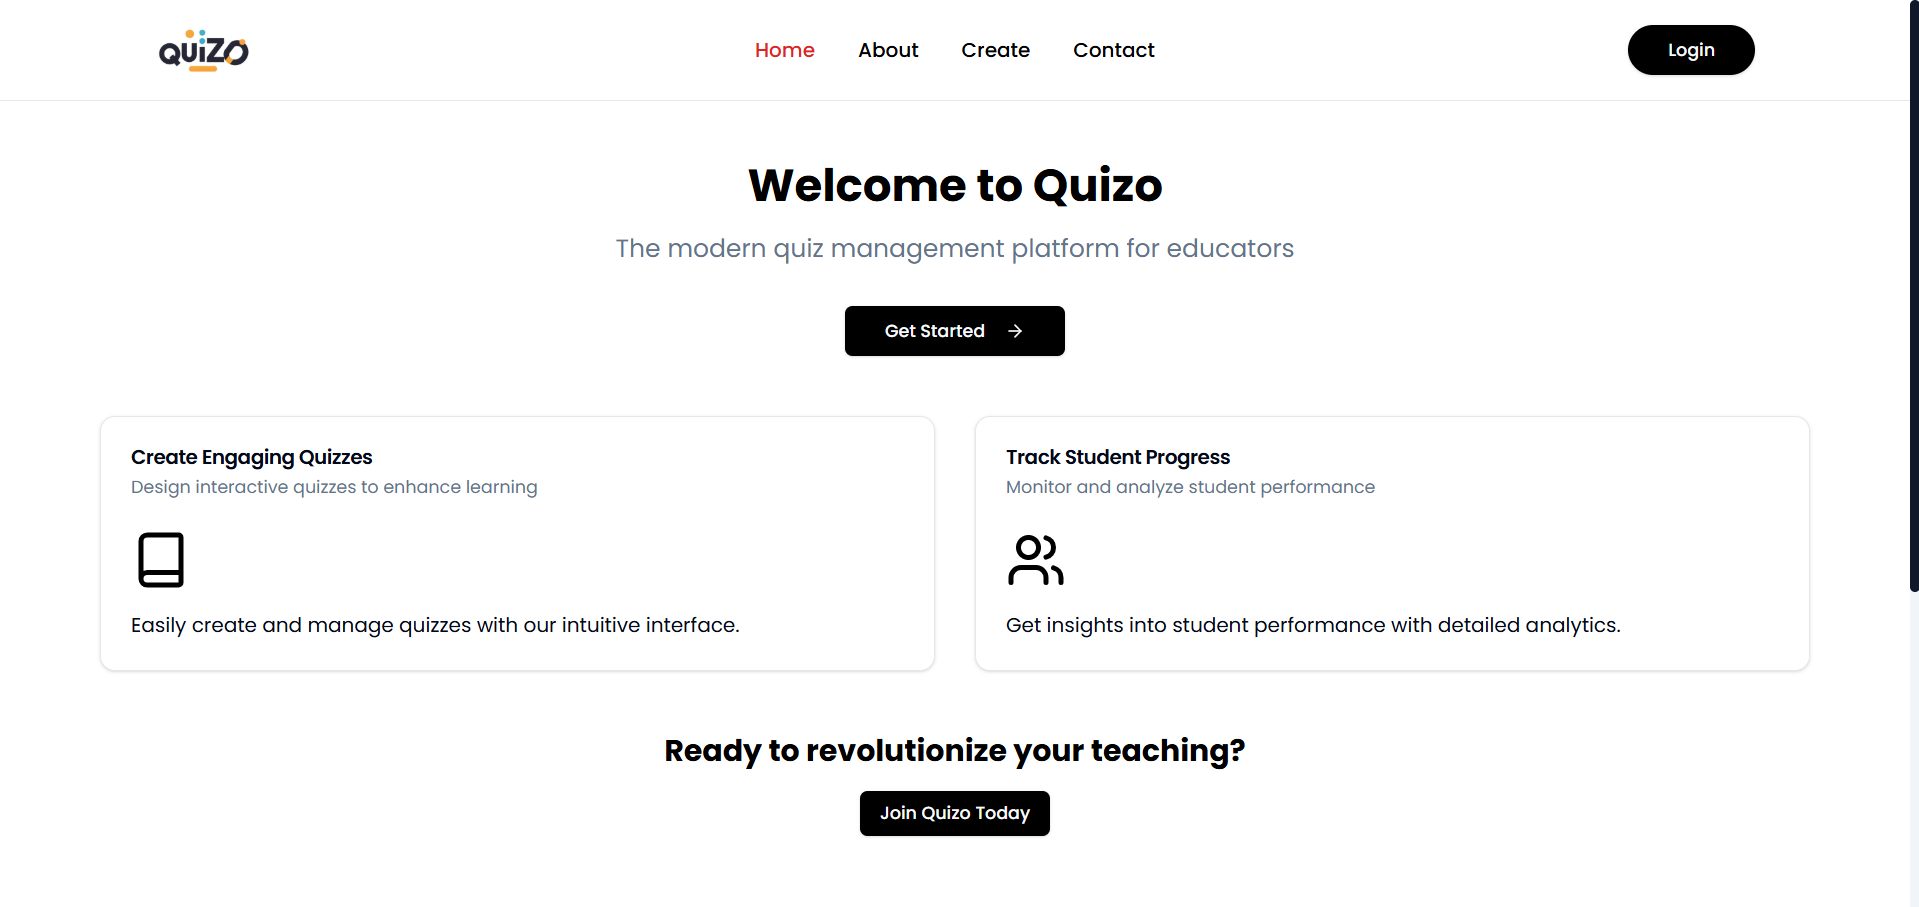 QUIZO
Home
About
Create
Contact
Login
Welcome to Quizo
The modern quiz management platform for educators
Get Started
Create Engaging Quizzes
Design interactive quizzes to enhance learning
Easily create and manage quizzes with our intuitive interface.
Track Student Progress
Monitor and analyze student performance
Get insights into student performance with detailed analytics.
Ready to revolutionize your teaching?
Join Quizo Today